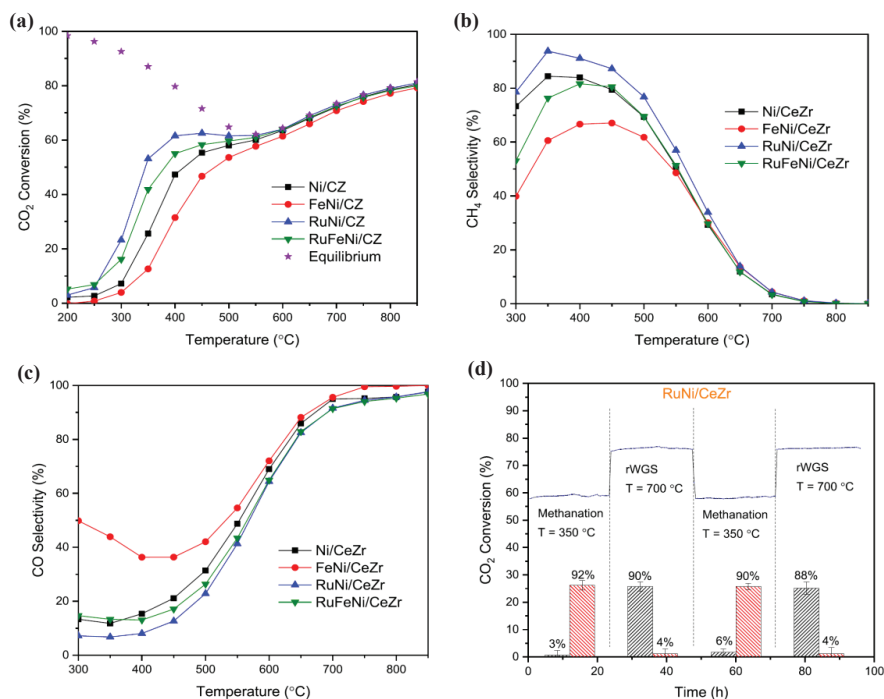 (a)
100
80
60
40
20
0
CO₂ Conversion (%)
Ni/CZ
FeNi/CZ
RuNi/CZ
RuFeNi/CZ
Equilibrium
200 300 400 500 600 700 800
Temperature (°C)
(b)
100
80
60
40
20
0
CH₄ Selectivity (%)
Ni/CeZr
FeNi/CeZr
RuNi/CeZr
RuFeNi/CeZr
300 400 500 600 700 800
Temperature (°C)
(c)
100
80
60
40
20
0
CO Selectivity (%)
Ni/CeZr
FeNi/CeZr
RuNi/CeZr
RuFeNi/CeZr
300 400 500 600 700 800
Temperature (°C)
(d)
RuNi/CeZr
100
90
80
70
60
50
40
30
20
10
0
CO₂ Conversion (%)
rWGS
T = 700 °C
rWGS
T = 700 °C
Methanation
T = 350 °C
Methanation
T = 350 °C
3% 92% 90% 4% 6% 90% 88% 4%
0 20 40 60 80 100
Time (h)